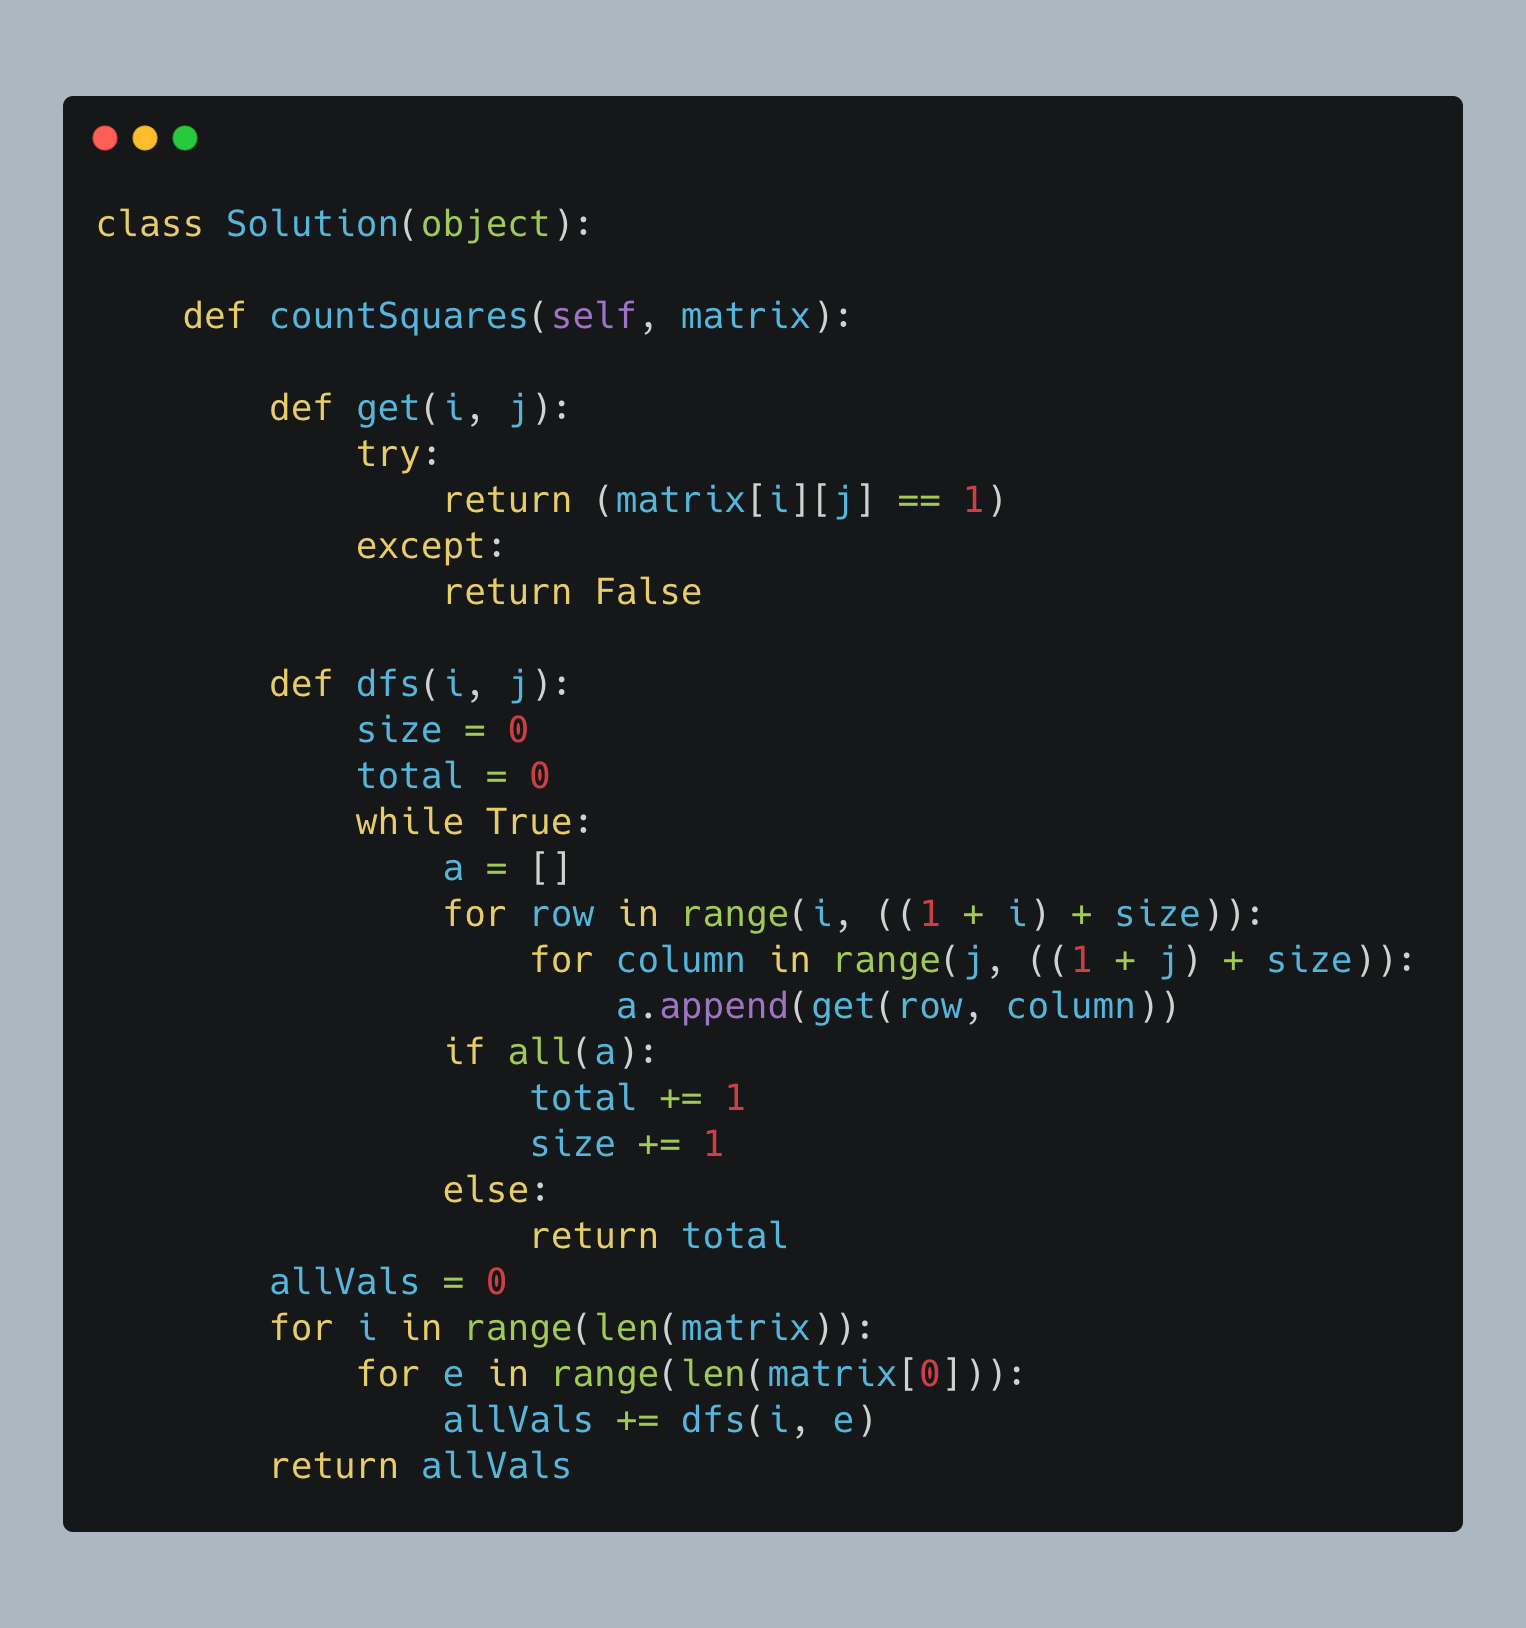 class Solution(object):

    def countSquares(self, matrix):

        def get(i, j):
            try:
                return (matrix[i][j] == 1)
            except:
                return False

        def dfs(i, j):
            size = 0
            total = 0
            while True:
                a = []
                for row in range(i, ((1 + i) + size)):
                    for column in range(j, ((1 + j) + size)):
                        a.append(get(row, column))
                if all(a):
                    total += 1
                    size += 1
                else:
                    return total
        allVals = 0
        for i in range(len(matrix)):
            for e in range(len(matrix[0])):
                allVals += dfs(i, e)
        return allVals